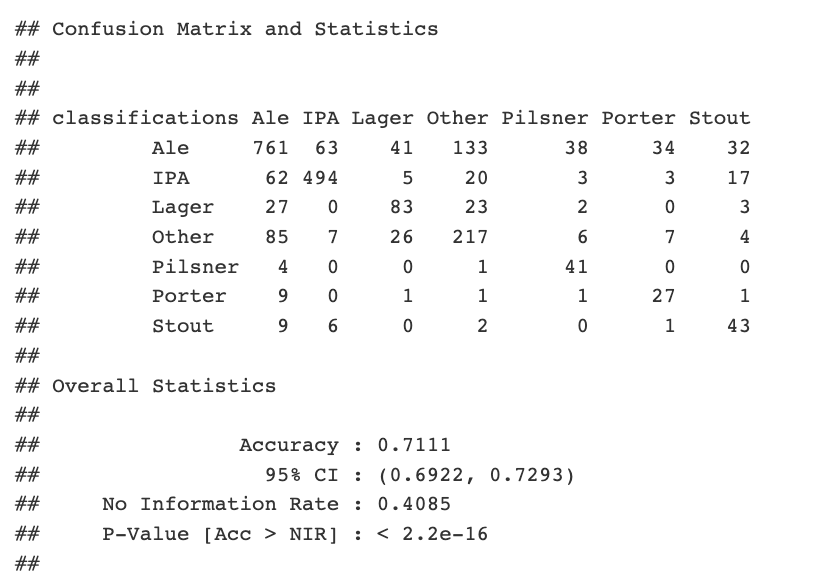 ## Confusion Matrix and Statistics
##
##
## classifications Ale IPA Lager Other Pilsner Porter Stout
##         Ale     761  63    41   133      38     34    32
##         IPA      62 494     5    20       3      3    17
##         Lager    27   0    83    23       2      0     3
##         Other    85   7    26   217       6      7     4
##         Pilsner   4   0     0     1      41      0     0
##         Porter    9   0     1     1       1     27     1
##         Stout     9   6     0     2       0      1    43
##
## Overall Statistics
##
##                Accuracy : 0.7111
##                  95% CI : (0.6922, 0.7293)
##     No Information Rate : 0.4085
##     P-Value [Acc > NIR] : < 2.2e-16
##